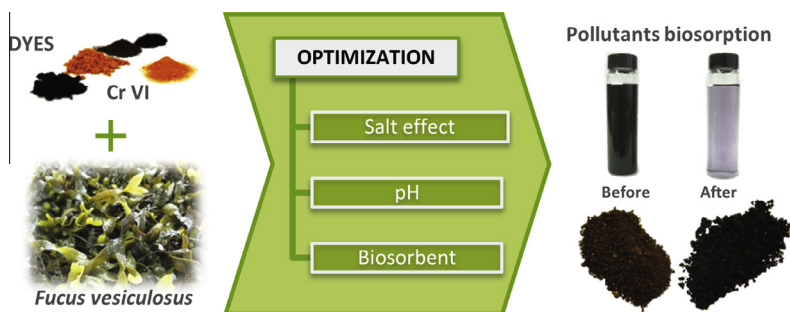 DYES
Cr VI
+
Fucus vesiculosus
OPTIMIZATION
Salt effect
pH
Biosorbent
Pollutants biosorption
Before After